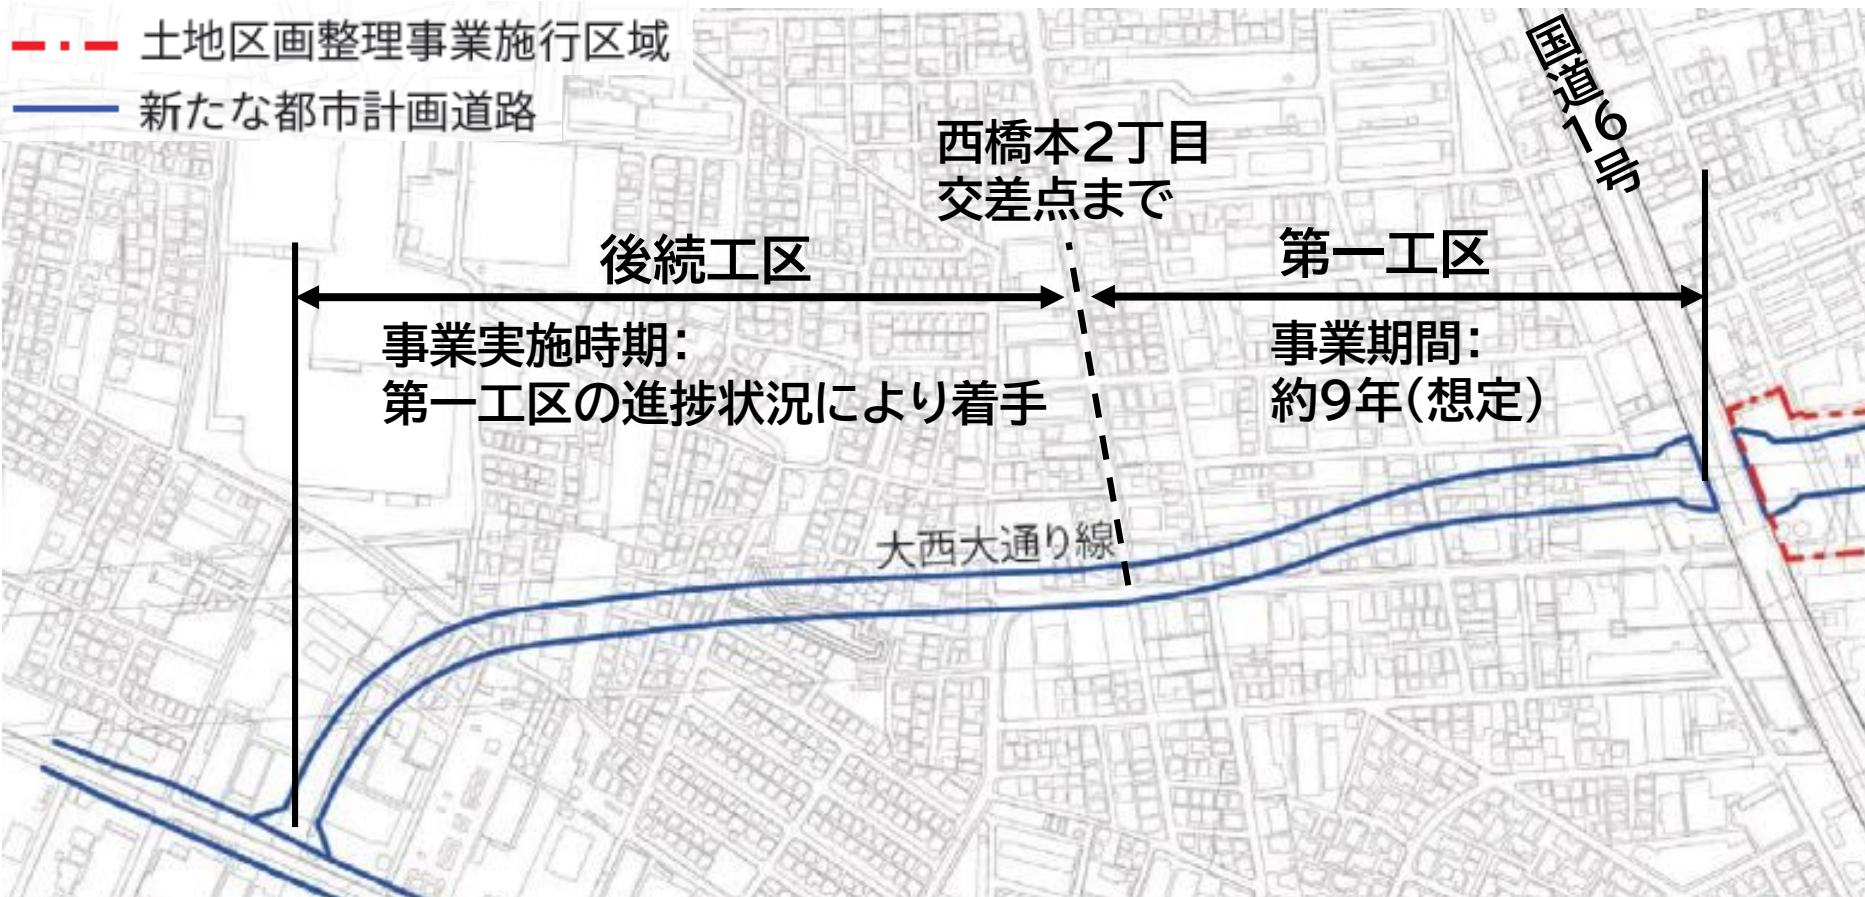 土地区画整理事業施行区域
新たな都市計画道路
国道16号
西橋本2丁目
交差点まで
後続工区
第一工区
事業実施時期：
第一工区の進捗状況により着手
事業期間：
約9年（想定）
大西大通り線